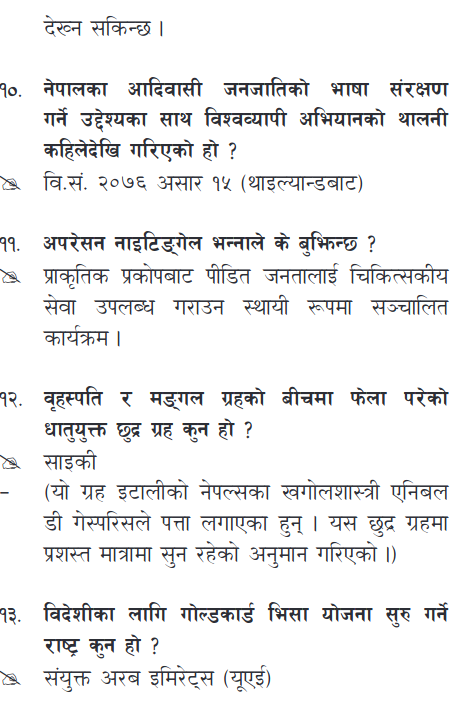 देख्न सकिन्छ ।
१०. नेपालका आदिवासी जनजातिको भाषा संरक्षण
गर्ने उद्देश्यका साथ विश्वव्यापी अभियानको थालनी
कहिलेदेखि गरिएको हो ?
वि.सं. २०७६ असार १५ (थाइल्यान्डबाट)
११. अपरेसन नाइटिङ्गेल भन्नाले के बुझिन्छ ?
प्राकृतिक प्रकोपबाट पीडित जनतालाई चिकित्सकीय
सेवा उपलब्ध गराउन स्थायी रूपमा सञ्चालित
कार्यक्रम ।
१२. वृहस्पति र मङ्गल ग्रहको बीचमा फेला परेको
धातुयुक्त छुद्र ग्रह कुन हो ?
साइकी
– (यो ग्रह इटालीको नेपल्सका खगोलशास्त्री एनिबल
डी गेस्परिसले पत्ता लगाएका हुन् । यस छुद्र ग्रहमा
प्रशस्त मात्रामा सुन रहेको अनुमान गरिएको ।)
१३. विदेशीका लागि गोल्डकार्ड भिसा योजना सुरु गर्ने
राष्ट्र कुन हो ?
संयुक्त अरब इमिरेट्स (यूएई)